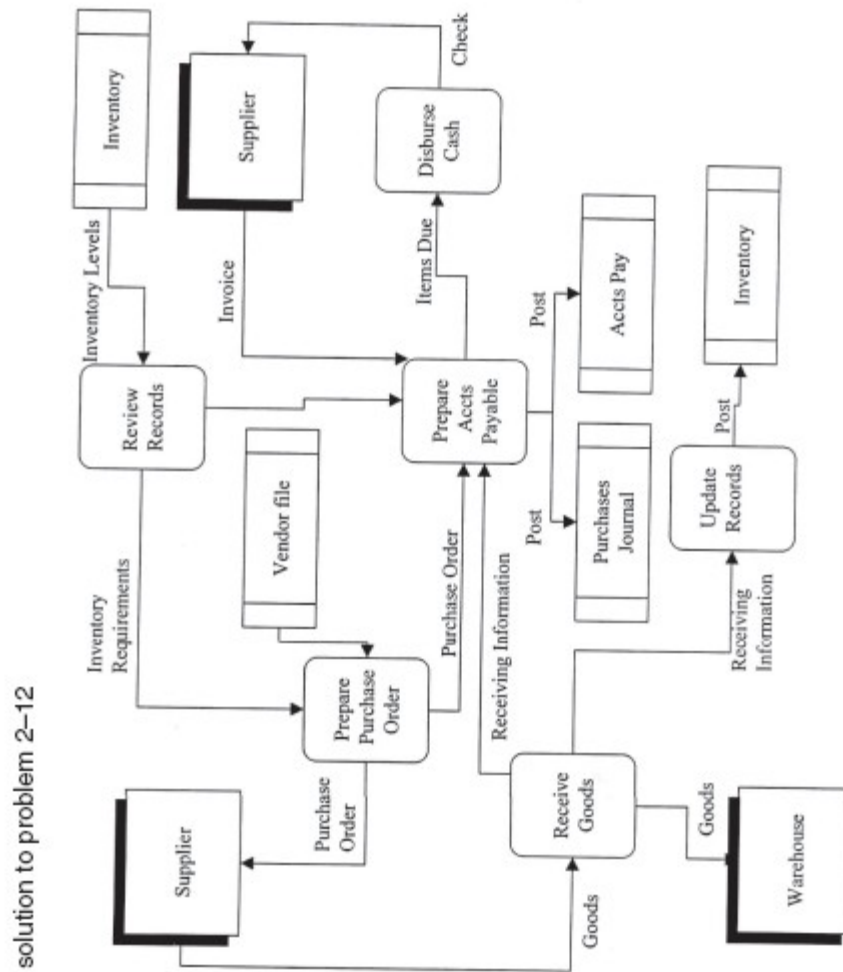 solution to problem 2–12
Supplier
Purchase
Order
Inventory
Requirements
Review
Records
Inventory Levels
Inventory
Prepare
Purchase
Order
Vendor file
Invoice
Supplier
Purchase Order
Prepare
Accts
Payable
Items Due
Disburse
Cash
Check
Goods
Receive
Goods
Receiving Information
Post
Purchases
Journal
Post
Accts Pay
Goods
Warehouse
Receiving
Information
Update
Records
Post
Inventory